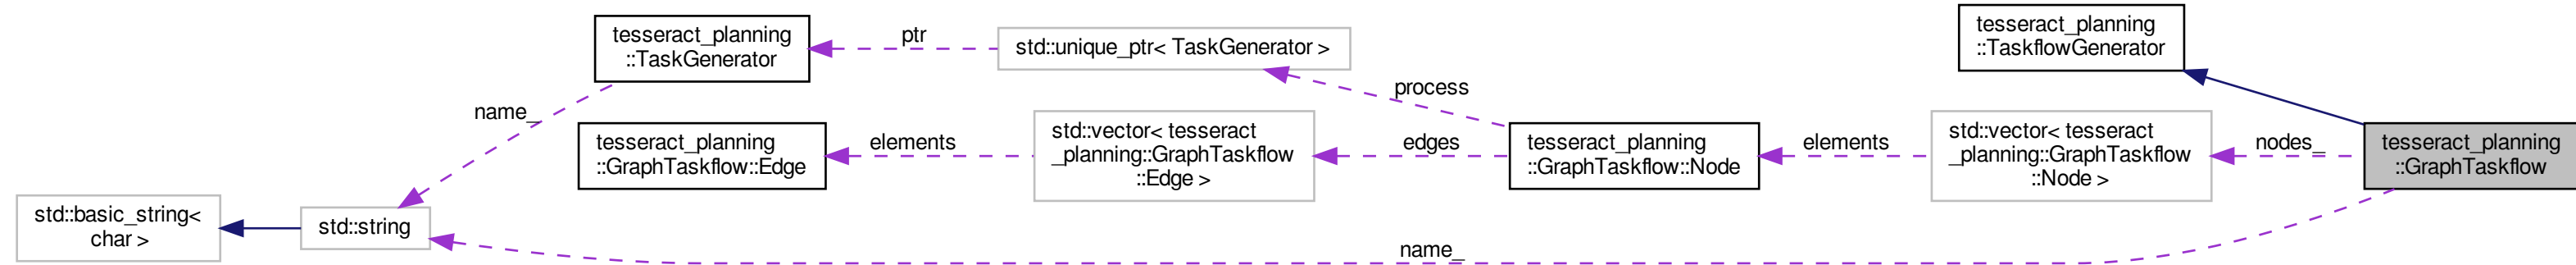 tesseract_planning
::TaskGenerator
ptr
std::unique_ptr< TaskGenerator >
tesseract_planning
::TaskflowGenerator
process
name_
tesseract_planning
::GraphTaskflow::Edge
elements
std::vector< tesseract
_planning::GraphTaskflow
::Edge >
edges
tesseract_planning
::GraphTaskflow::Node
elements
std::vector< tesseract
_planning::GraphTaskflow
::Node >
nodes_
tesseract_planning
::GraphTaskflow
std::basic_string<
char >
std::string
name_